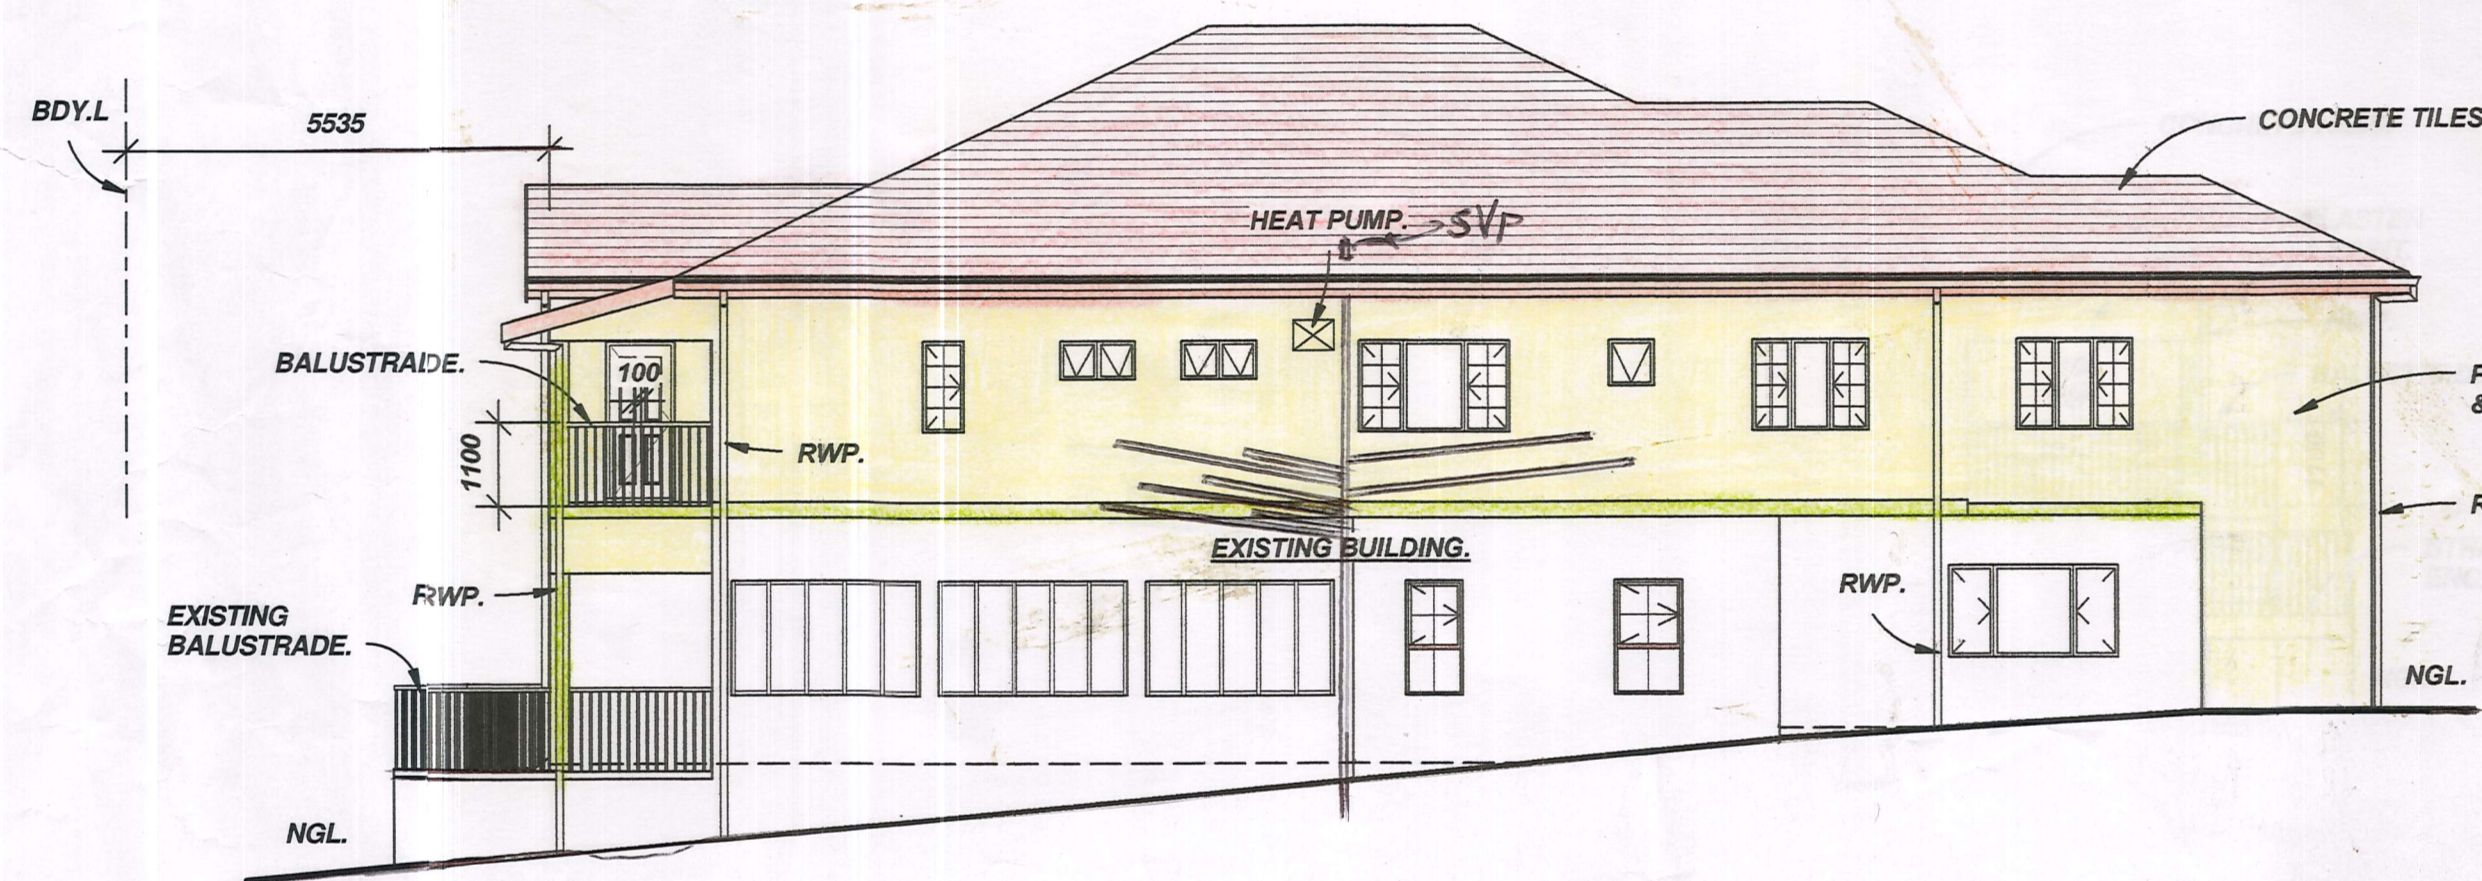 BDY.L
5535
CONCRETE TILES
HEAT PUMP.
SVP
BALUSTRADE.
100
1100
RWP.
EXISTING BUILDING.
RWP.
RWP.
EXISTING
BALUSTRADE.
NGL.
NGL.